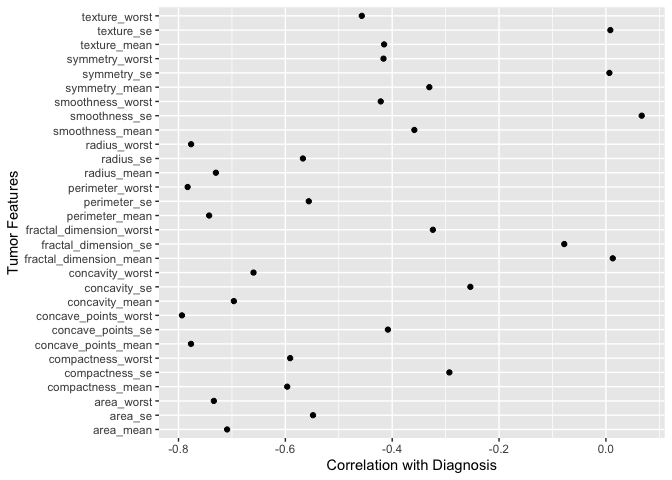 texture_worst
texture_se
texture_mean
symmetry_worst
symmetry_se
symmetry_mean
smoothness_worst
smoothness_se
smoothness_mean
radius_worst
radius_se
radius_mean
perimeter_worst
perimeter_se
perimeter_mean
fractal_dimension_worst
fractal_dimension_se
fractal_dimension_mean
concavity_worst
concavity_se
concavity_mean
concave_points_worst
concave_points_se
concave_points_mean
compactness_worst
compactness_se
compactness_mean
area_worst
area_se
area_mean
Tumor Features
-0.8 -0.6 -0.4 -0.2 0.0
Correlation with Diagnosis